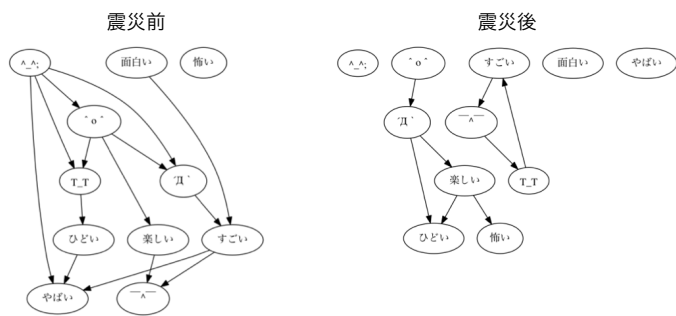 震災前
震災後
^_^;
面白い
怖い
^_^;
＾o＾
すごい
面白い
やばい
＾o＾
´Д｀
￣^￣
T_T
´Д｀
楽しい
T_T
ひどい
楽しい
すごい
ひどい
怖い
やばい
￣^￣